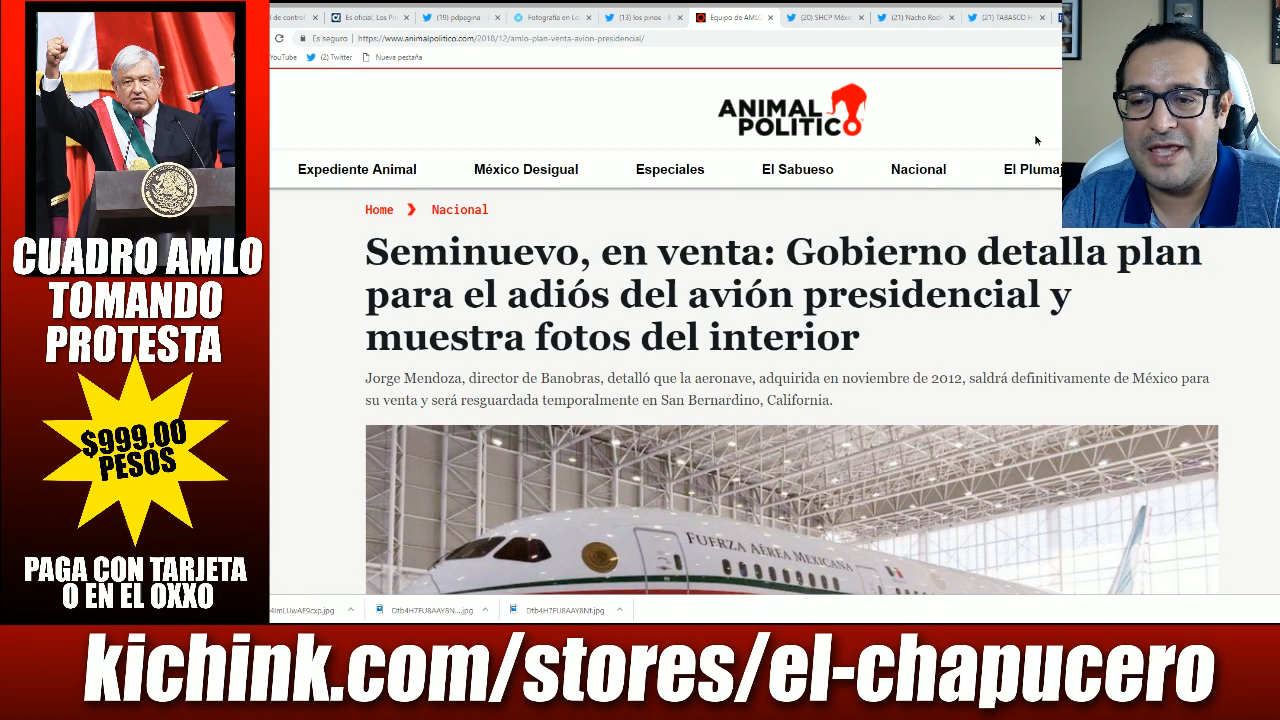 d control
Es oficial, Los Pin
(19) pdpagina -
Fotografía en Lo
(13) los pinos - B
Equipo de AMLO
(20) SHCP Méxi
(21) Nacho Rodr
(21) TABASCO H
Es seguro | https://www.animalpolitico.com/2018/12/amlo-plan-venta-avion-presidencial/
YouTube (2) Twitter Nueva pestaña
ANIMAL
POLITICO
Expediente Animal México Desigual Especiales El Sabueso Nacional El Plumaj
Home > Nacional
Seminuevo, en venta: Gobierno detalla plan
para el adiós del avión presidencial y
muestra fotos del interior
Jorge Mendoza, director de Banobras, detalló que la aeronave, adquirida en noviembre de 2012, saldrá definitivamente de México para
su venta y será resguardada temporalmente en San Bernardino, California.
FUERZA AÉREA MEXICANA
CUADRO AMLO
TOMANDO
PROTESTA
$999.00
PESOS
PAGA CON TARJETA
O EN EL OXXO
Dtb4H7FU8AAY8N....jpg
Dtb4H7FU8AAY8Nt.jpg
kichink.com/stores/el-chapucero